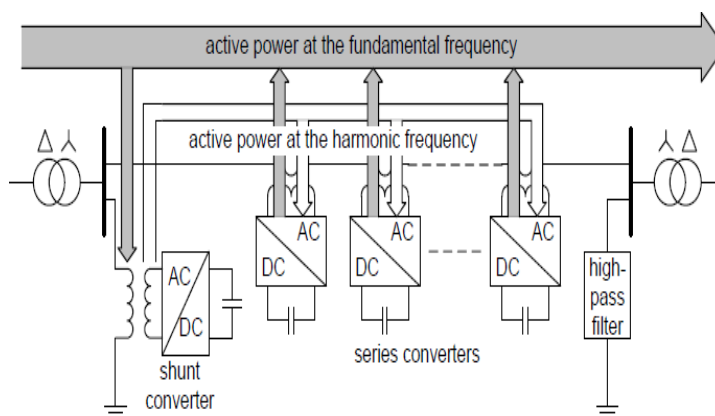 active power at the fundamental frequency
active power at the harmonic frequency
Δ
Δ
AC
DC
AC
DC
AC
DC
AC
DC
high-
pass
filter
series converters
shunt
converter